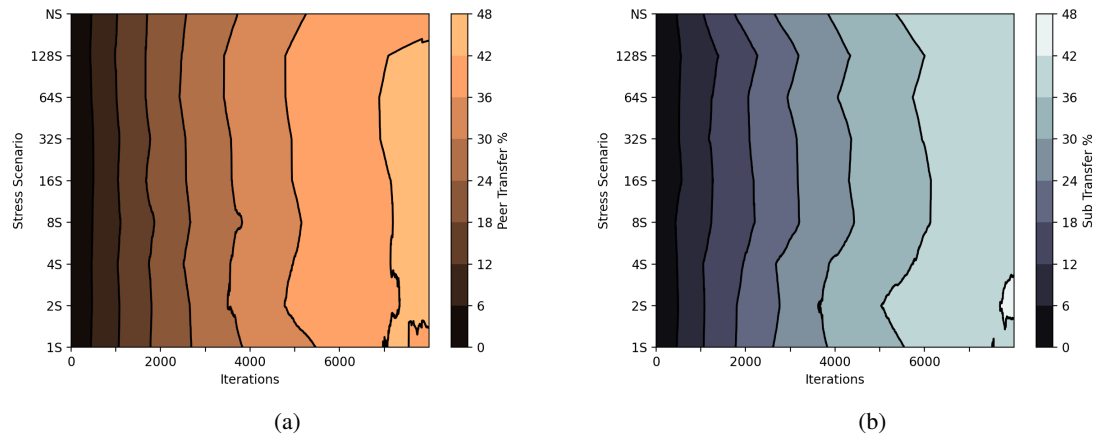 NS
128S
64S
32S
16S
8S
4S
2S
1S
Stress Scenario
0 2000 4000 6000
Iterations
48
42
36
30
24
18
12
6
0
Peer Transfer %
(a)
NS
128S
64S
32S
16S
8S
4S
2S
1S
Stress Scenario
0 2000 4000 6000
Iterations
48
42
36
30
24
18
12
6
0
Sub Transfer %
(b)